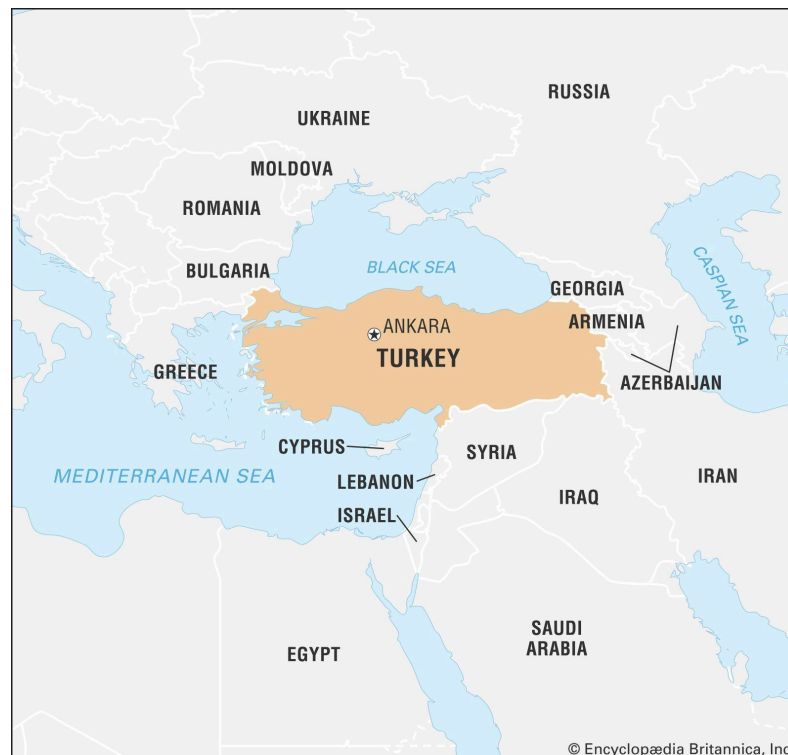 RUSSIA
UKRAINE
MOLDOVA
ROMANIA
BULGARIA
BLACK SEA
CASPIAN SEA
GEORGIA
ANKARA
ARMENIA
TURKEY
GREECE
AZERBAIJAN
CYPRUS
SYRIA
MEDITERRANEAN SEA
LEBANON
IRAN
IRAQ
ISRAEL
SAUDI
ARABIA
EGYPT
© Encyclopædia Britannica, Inc